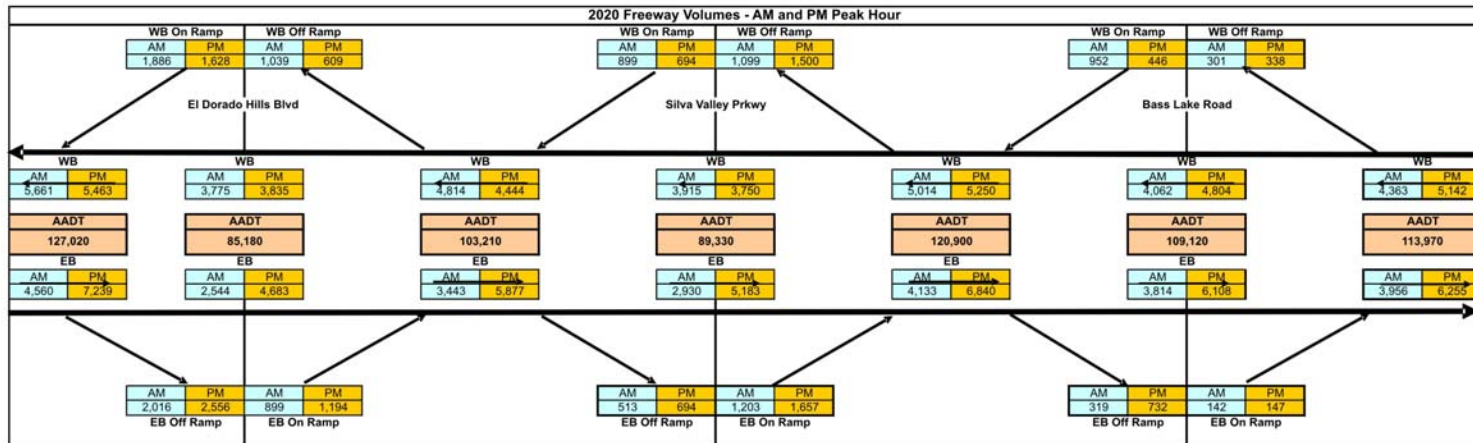 2020 Freeway Volumes - AM and PM Peak Hour
WB On Ramp WB Off Ramp WB On Ramp WB Off Ramp WB On Ramp WB Off Ramp
AM PM AM PM AM PM AM PM AM PM AM PM
1,886 1,628 1,039 609 899 694 1,099 1,500 952 446 301 338
El Dorado Hills Blvd Silva Valley Prkwy Bass Lake Road
WB WB WB WB WB WB WB
AM PM AM PM AM PM AM PM AM PM AM PM AM PM
5,661 5,463 3,775 3,835 4,814 4,444 3,915 3,750 5,014 5,250 4,062 4,804 4,363 5,142
AADT AADT AADT AADT AADT AADT AADT
127,020 85,180 103,210 89,330 120,900 109,120 113,970
EB EB EB EB EB EB EB
AM PM AM PM AM PM AM PM AM PM AM PM AM PM
4,560 7,239 2,544 4,683 3,443 5,877 2,930 5,183 4,133 6,840 3,814 6,108 3,956 6,255
AM PM AM PM AM PM AM PM AM PM AM PM
2,016 2,556 899 1,194 513 694 1,203 1,657 319 732 142 147
EB Off Ramp EB On Ramp EB Off Ramp EB On Ramp EB Off Ramp EB On Ramp